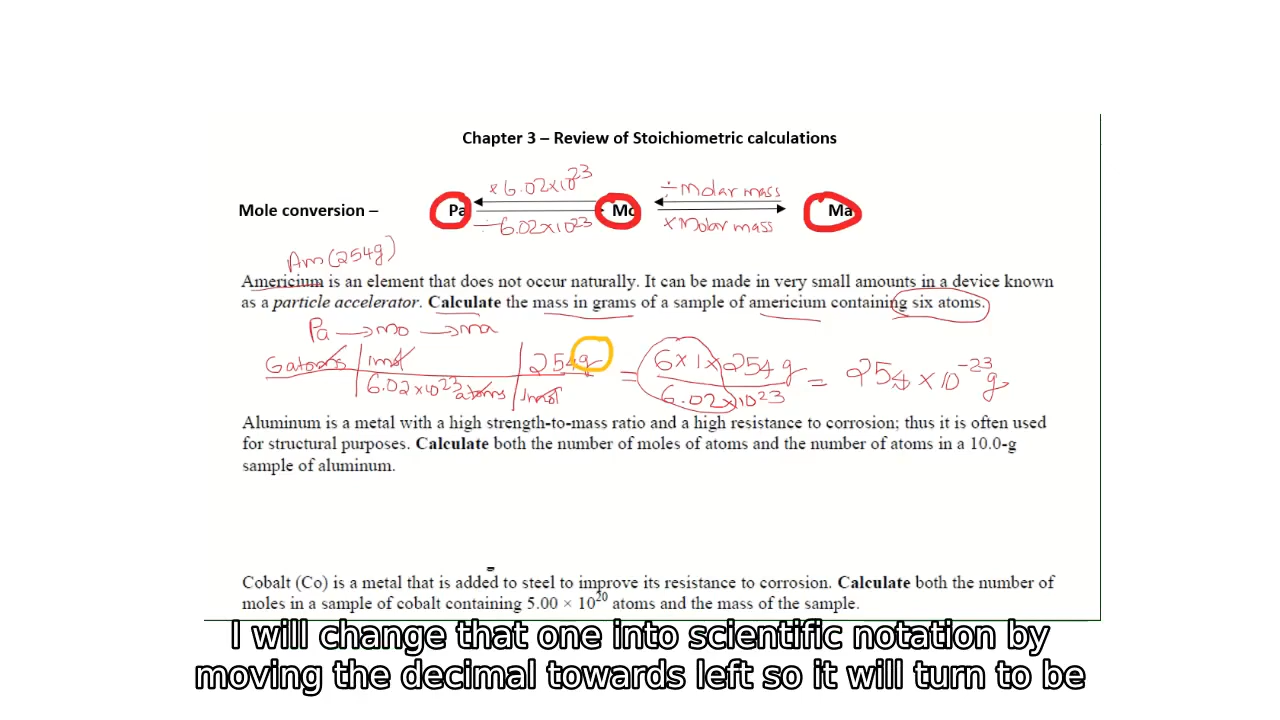 Chapter 3 – Review of Stoichiometric calculations
×6.02×10²³ ÷Molar mass
Mole conversion – Pa Mo Ma
÷6.02×10²³ ×Molar mass
Am(254g)
Americium is an element that does not occur naturally. It can be made in very small amounts in a device known
as a particle accelerator. Calculate the mass in grams of a sample of americium containing six atoms.
Pa → mo → ma
6 atoms 1mol 254g = 6×1×254g = 254×10⁻²³g
6.02×10²³ atoms 1mol 6.02×10²³
Aluminum is a metal with a high strength-to-mass ratio and a high resistance to corrosion; thus it is often used
for structural purposes. Calculate both the number of moles of atoms and the number of atoms in a 10.0-g
sample of aluminum.
Cobalt (Co) is a metal that is added to steel to improve its resistance to corrosion. Calculate both the number of
moles in a sample of cobalt containing 5.00 × 10²⁰ atoms and the mass of the sample.
I will change that one into scientific notation by
moving the decimal towards left so it will turn to be